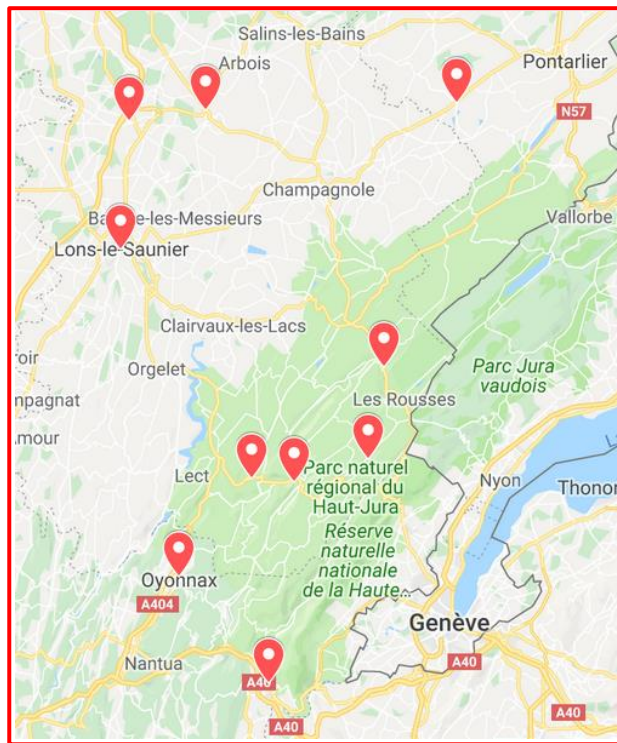 Salins-les-Bains
Arbois
Pontarlier
N57
Champagnole
Vallorbe
Lons-le-Saunier
Clairvaux-les-Lacs
Orgelet
Parc Jura
vaudois
Les Rousses
Lect
Parc naturel
régional du
Haut-Jura
Nyon
Thonon
Réserve
naturelle
nationale
de la Haute...
Oyonnax
A404
Genève
Nantua
A40
A40
A40